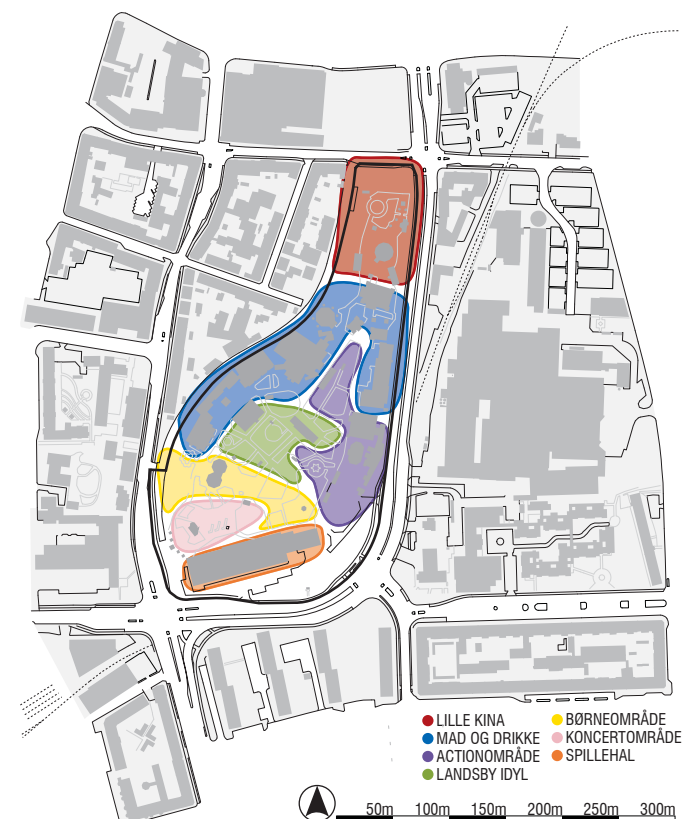 LILLE KINA
MAD OG DRIKKE
ACTIONOMRÅDE
LANDSBY IDYL
BØRNEOMRÅDE
KONCERTOMRÅDE
SPILLEHAL
50m 100m 150m 200m 250m 300m